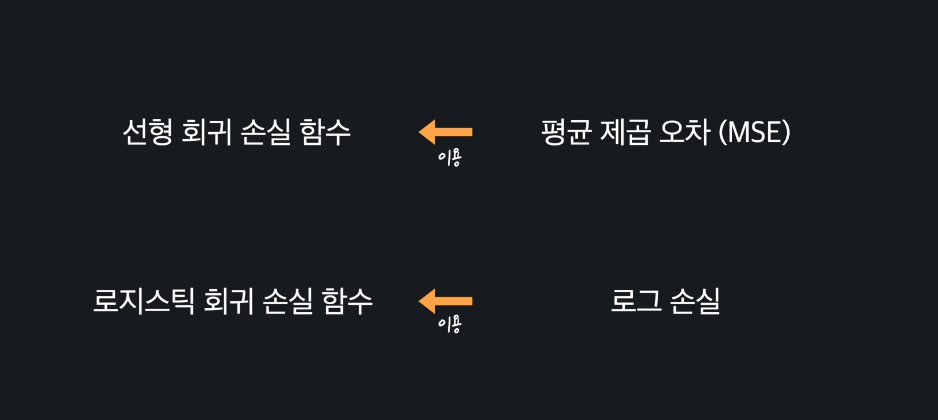 선형 회귀 손실 함수
이용
평균 제곱 오차 (MSE)
로지스틱 회귀 손실 함수
이용
로그 손실